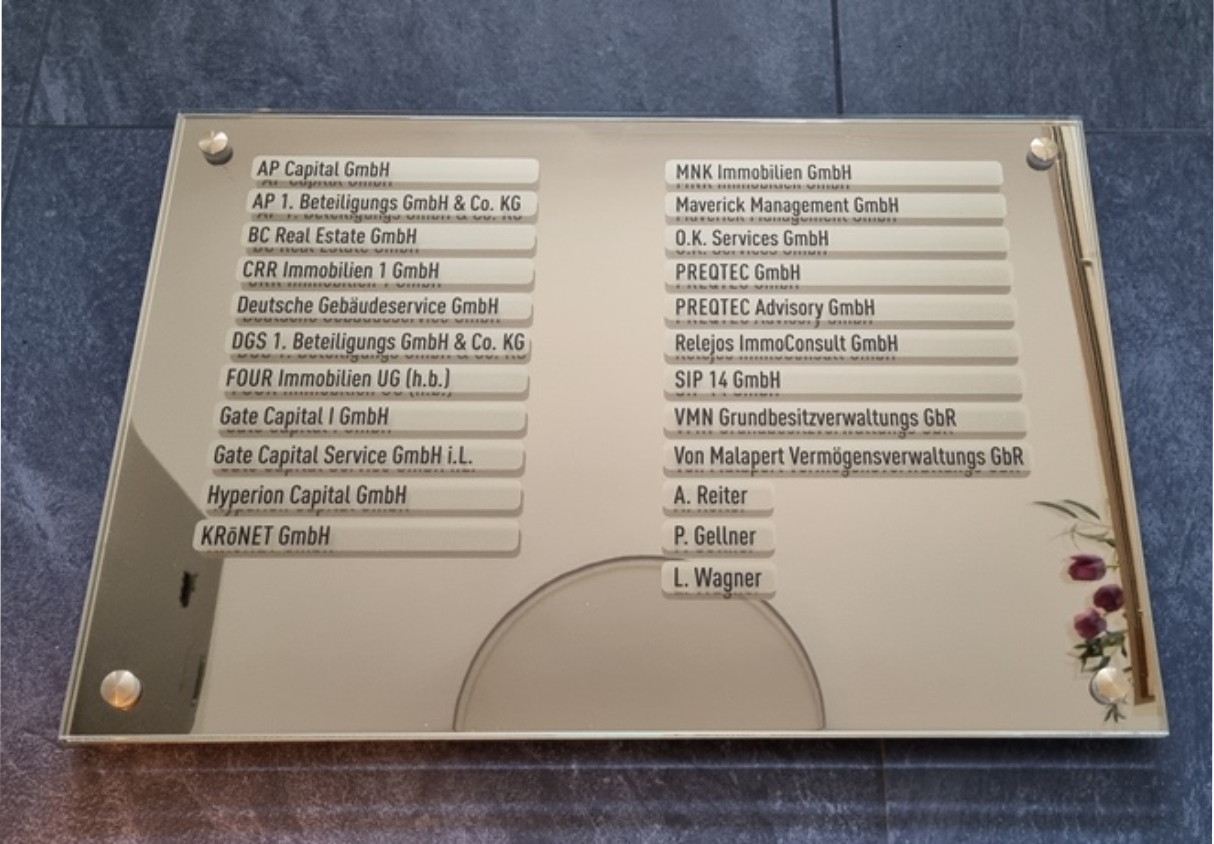 AP Capital GmbH
AP 1. Beteiligungs GmbH & Co. KG
BC Real Estate GmbH
CRR Immobilien 1 GmbH
Deutsche Gebäudeservice GmbH
DGS 1. Beteiligungs GmbH & Co. KG
FOUR Immobilien UG (h.b.)
Gate Capital I GmbH
Gate Capital Service GmbH i.L.
Hyperion Capital GmbH
KRōNET GmbH
MNK Immobilien GmbH
Maverick Management GmbH
O.K. Services GmbH
PREQTEC GmbH
PREQTEC Advisory GmbH
Relejos ImmoConsult GmbH
SIP 14 GmbH
VMN Grundbesitzverwaltungs GbR
Von Malapert Vermögensverwaltungs GbR
A. Reiter
P. Gellner
L. Wagner